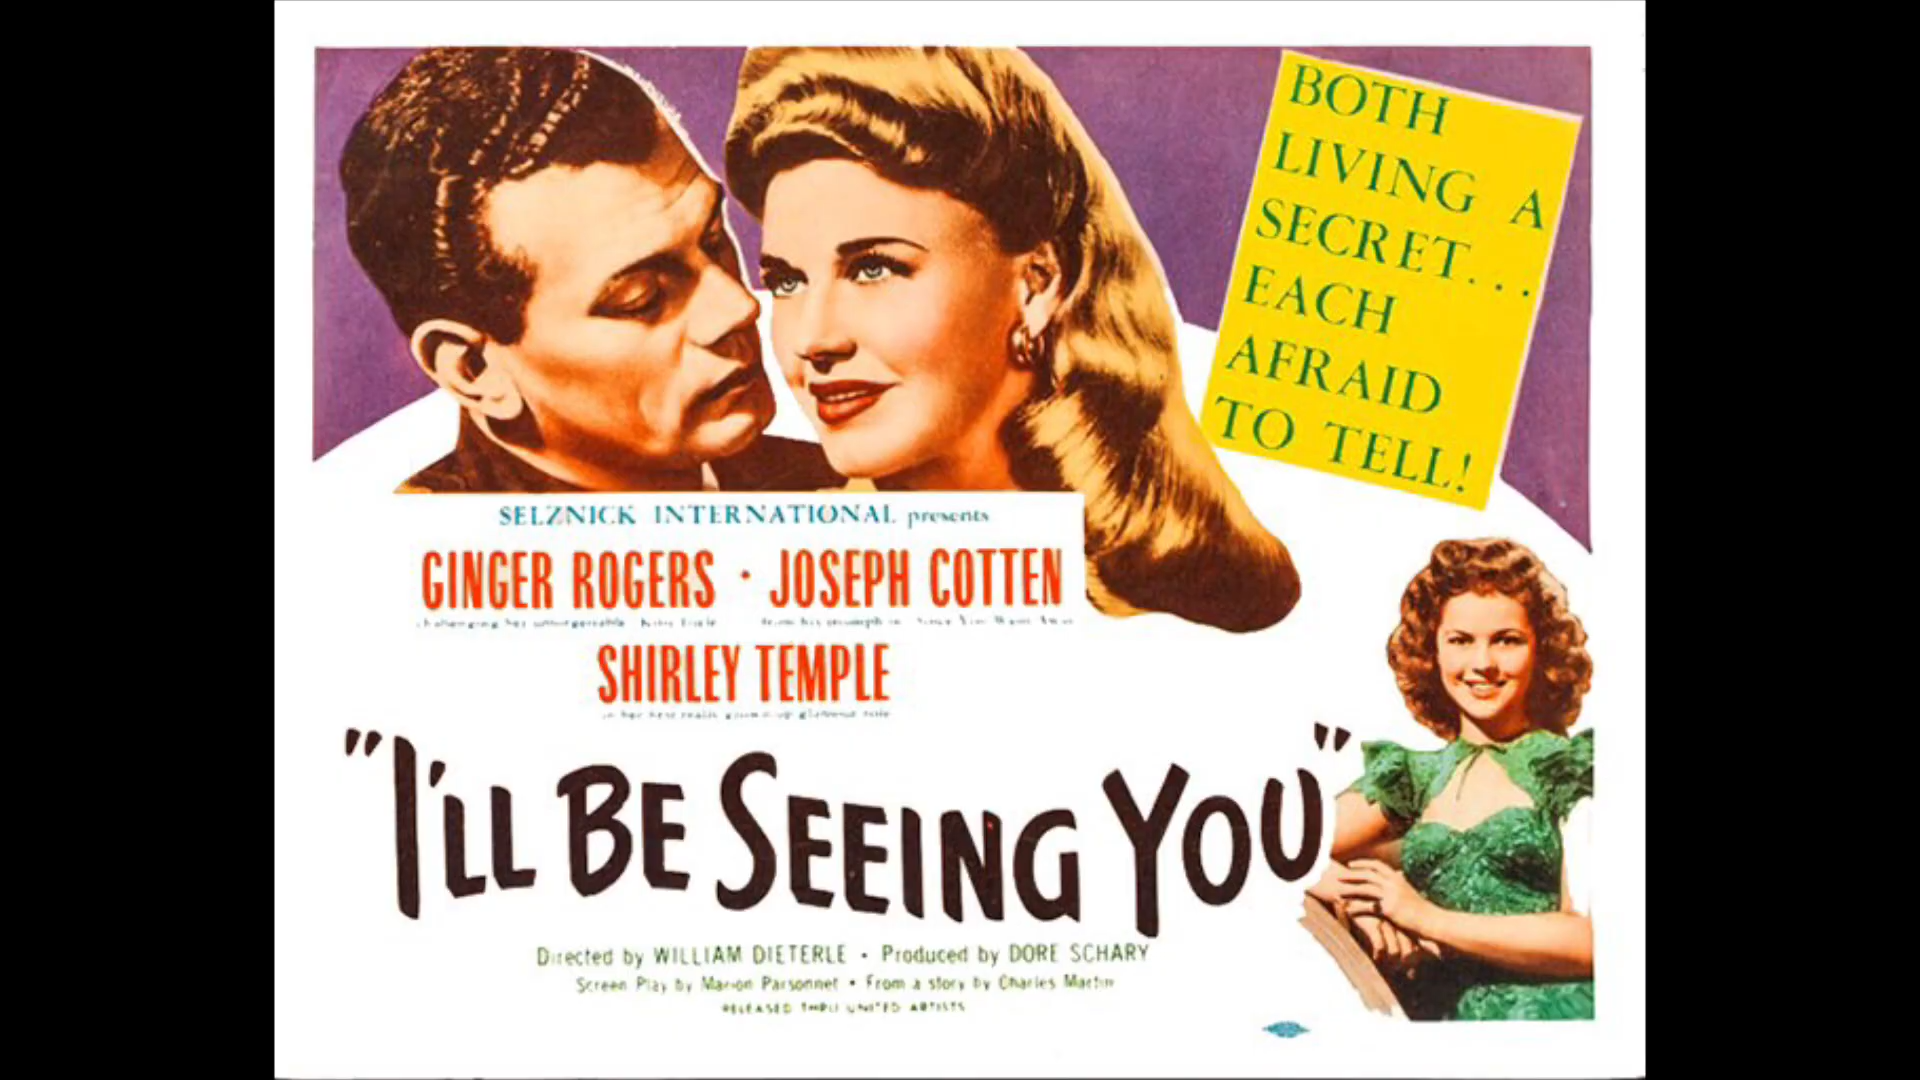 BOTH
LIVING A
SECRET...
EACH
AFRAID
TO TELL!
SELZNICK INTERNATIONAL presents
GINGER ROGERS • JOSEPH COTTEN
SHIRLEY TEMPLE
"I'LL BE SEEING YOU"
Directed by WILLIAM DIETERLE • Produced by DORE SCHARY
Screen Play by Marion Parsonnet • From a story by Charles Martin
RELEASED THRU UNITED ARTISTS